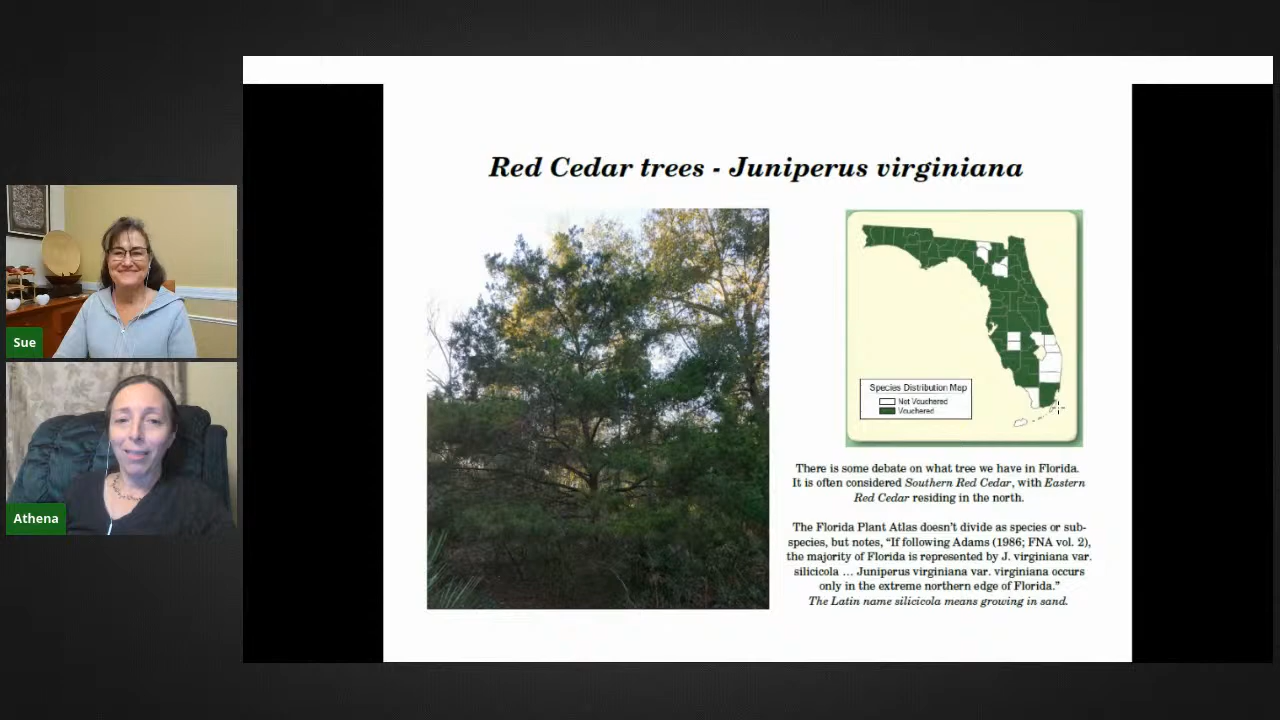 Red Cedar trees - Juniperus virginiana
Species Distribution Map
Not Vouchered
Vouchered
There is some debate on what tree we have in Florida.
It is often considered Southern Red Cedar, with Eastern
Red Cedar residing in the north.
The Florida Plant Atlas doesn't divide as species or sub-
species, but notes, "If following Adams (1986; FNA vol. 2),
the majority of Florida is represented by J. virginiana var.
silicicola ... Juniperus virginiana var. virginiana occurs
only in the extreme northern edge of Florida."
The Latin name silicicola means growing in sand.
Sue
Athena